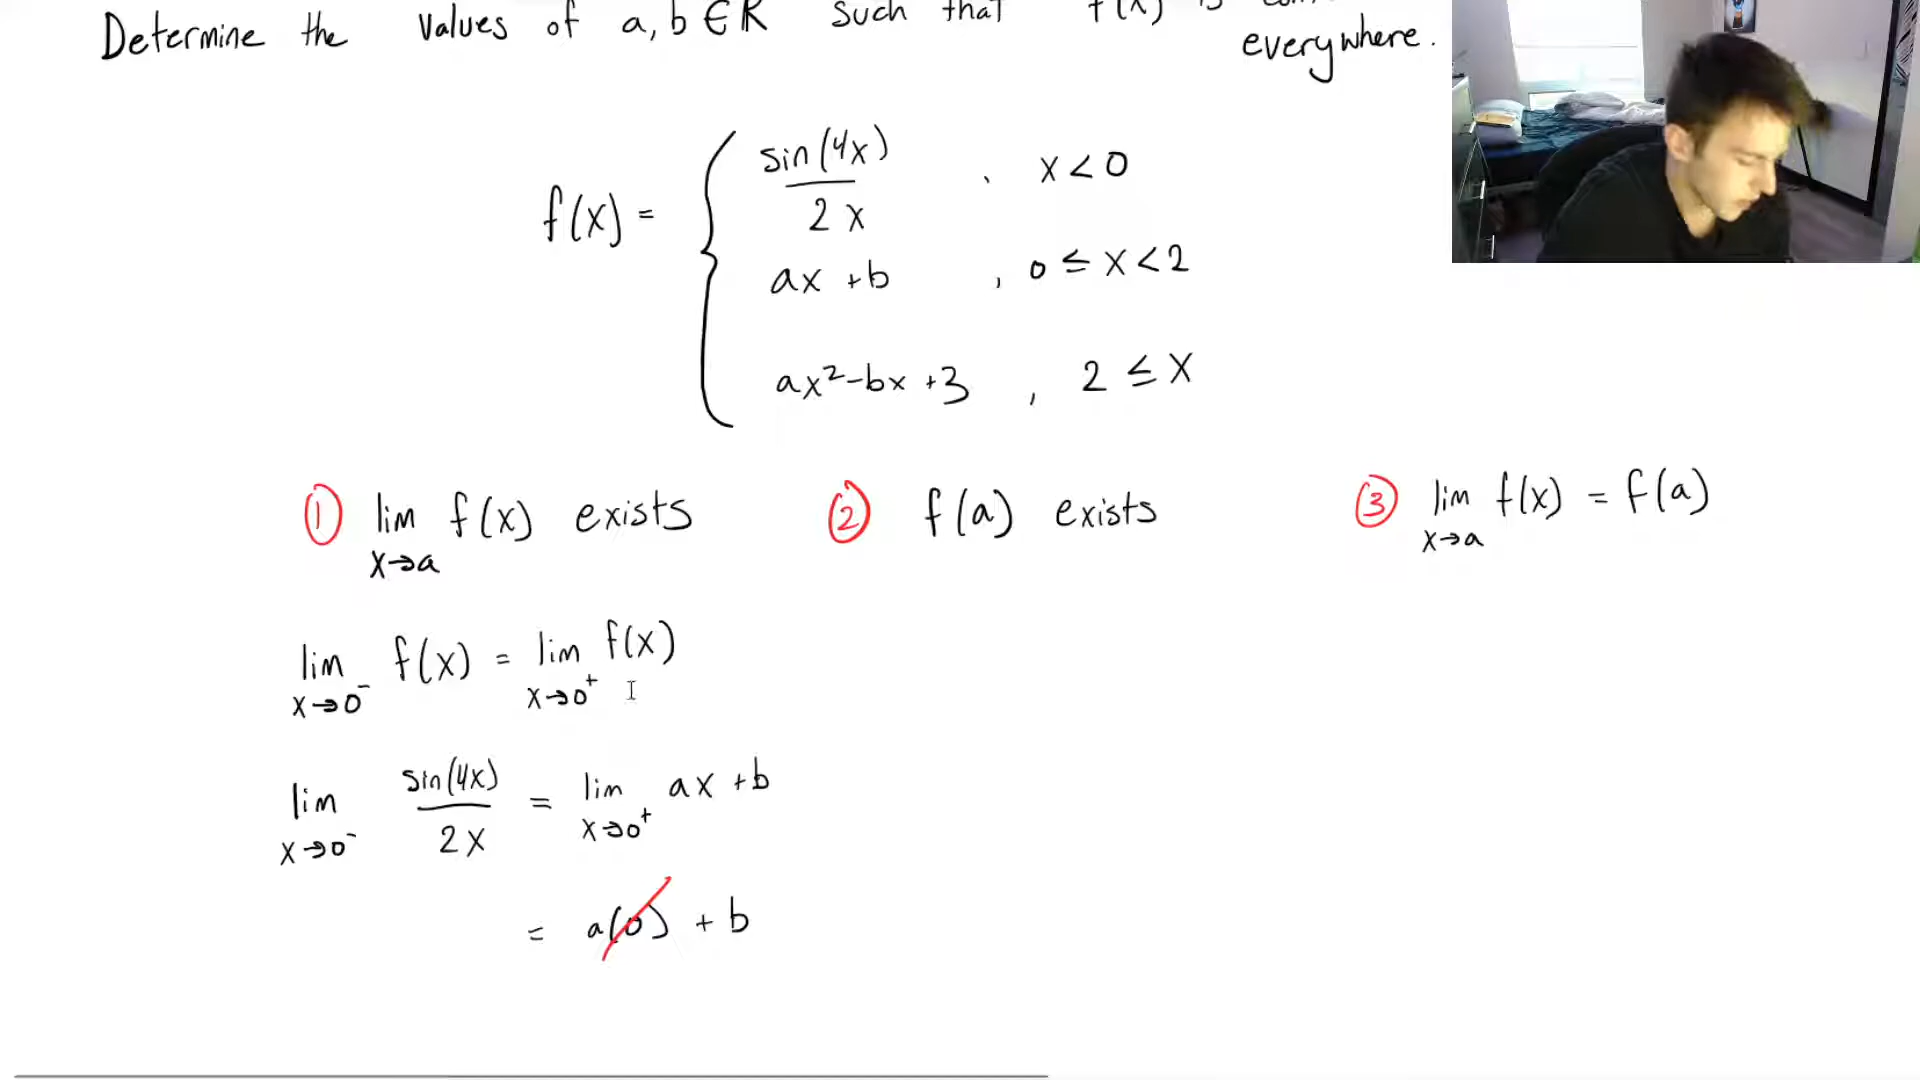 Determine the values of a, b ∈ R such that f(x) is
everywhere.
f(x) = { sin(4x) / 2x , x < 0
ax + b , 0 ≤ x < 2
ax² - bx + 3 , 2 ≤ x
① lim x→a f(x) exists
② f(a) exists
③ lim x→a f(x) = f(a)
lim x→0⁻ f(x) = lim x→0⁺ f(x)
lim x→0⁻ sin(4x) / 2x = lim x→0⁺ ax + b
= a(0) + b